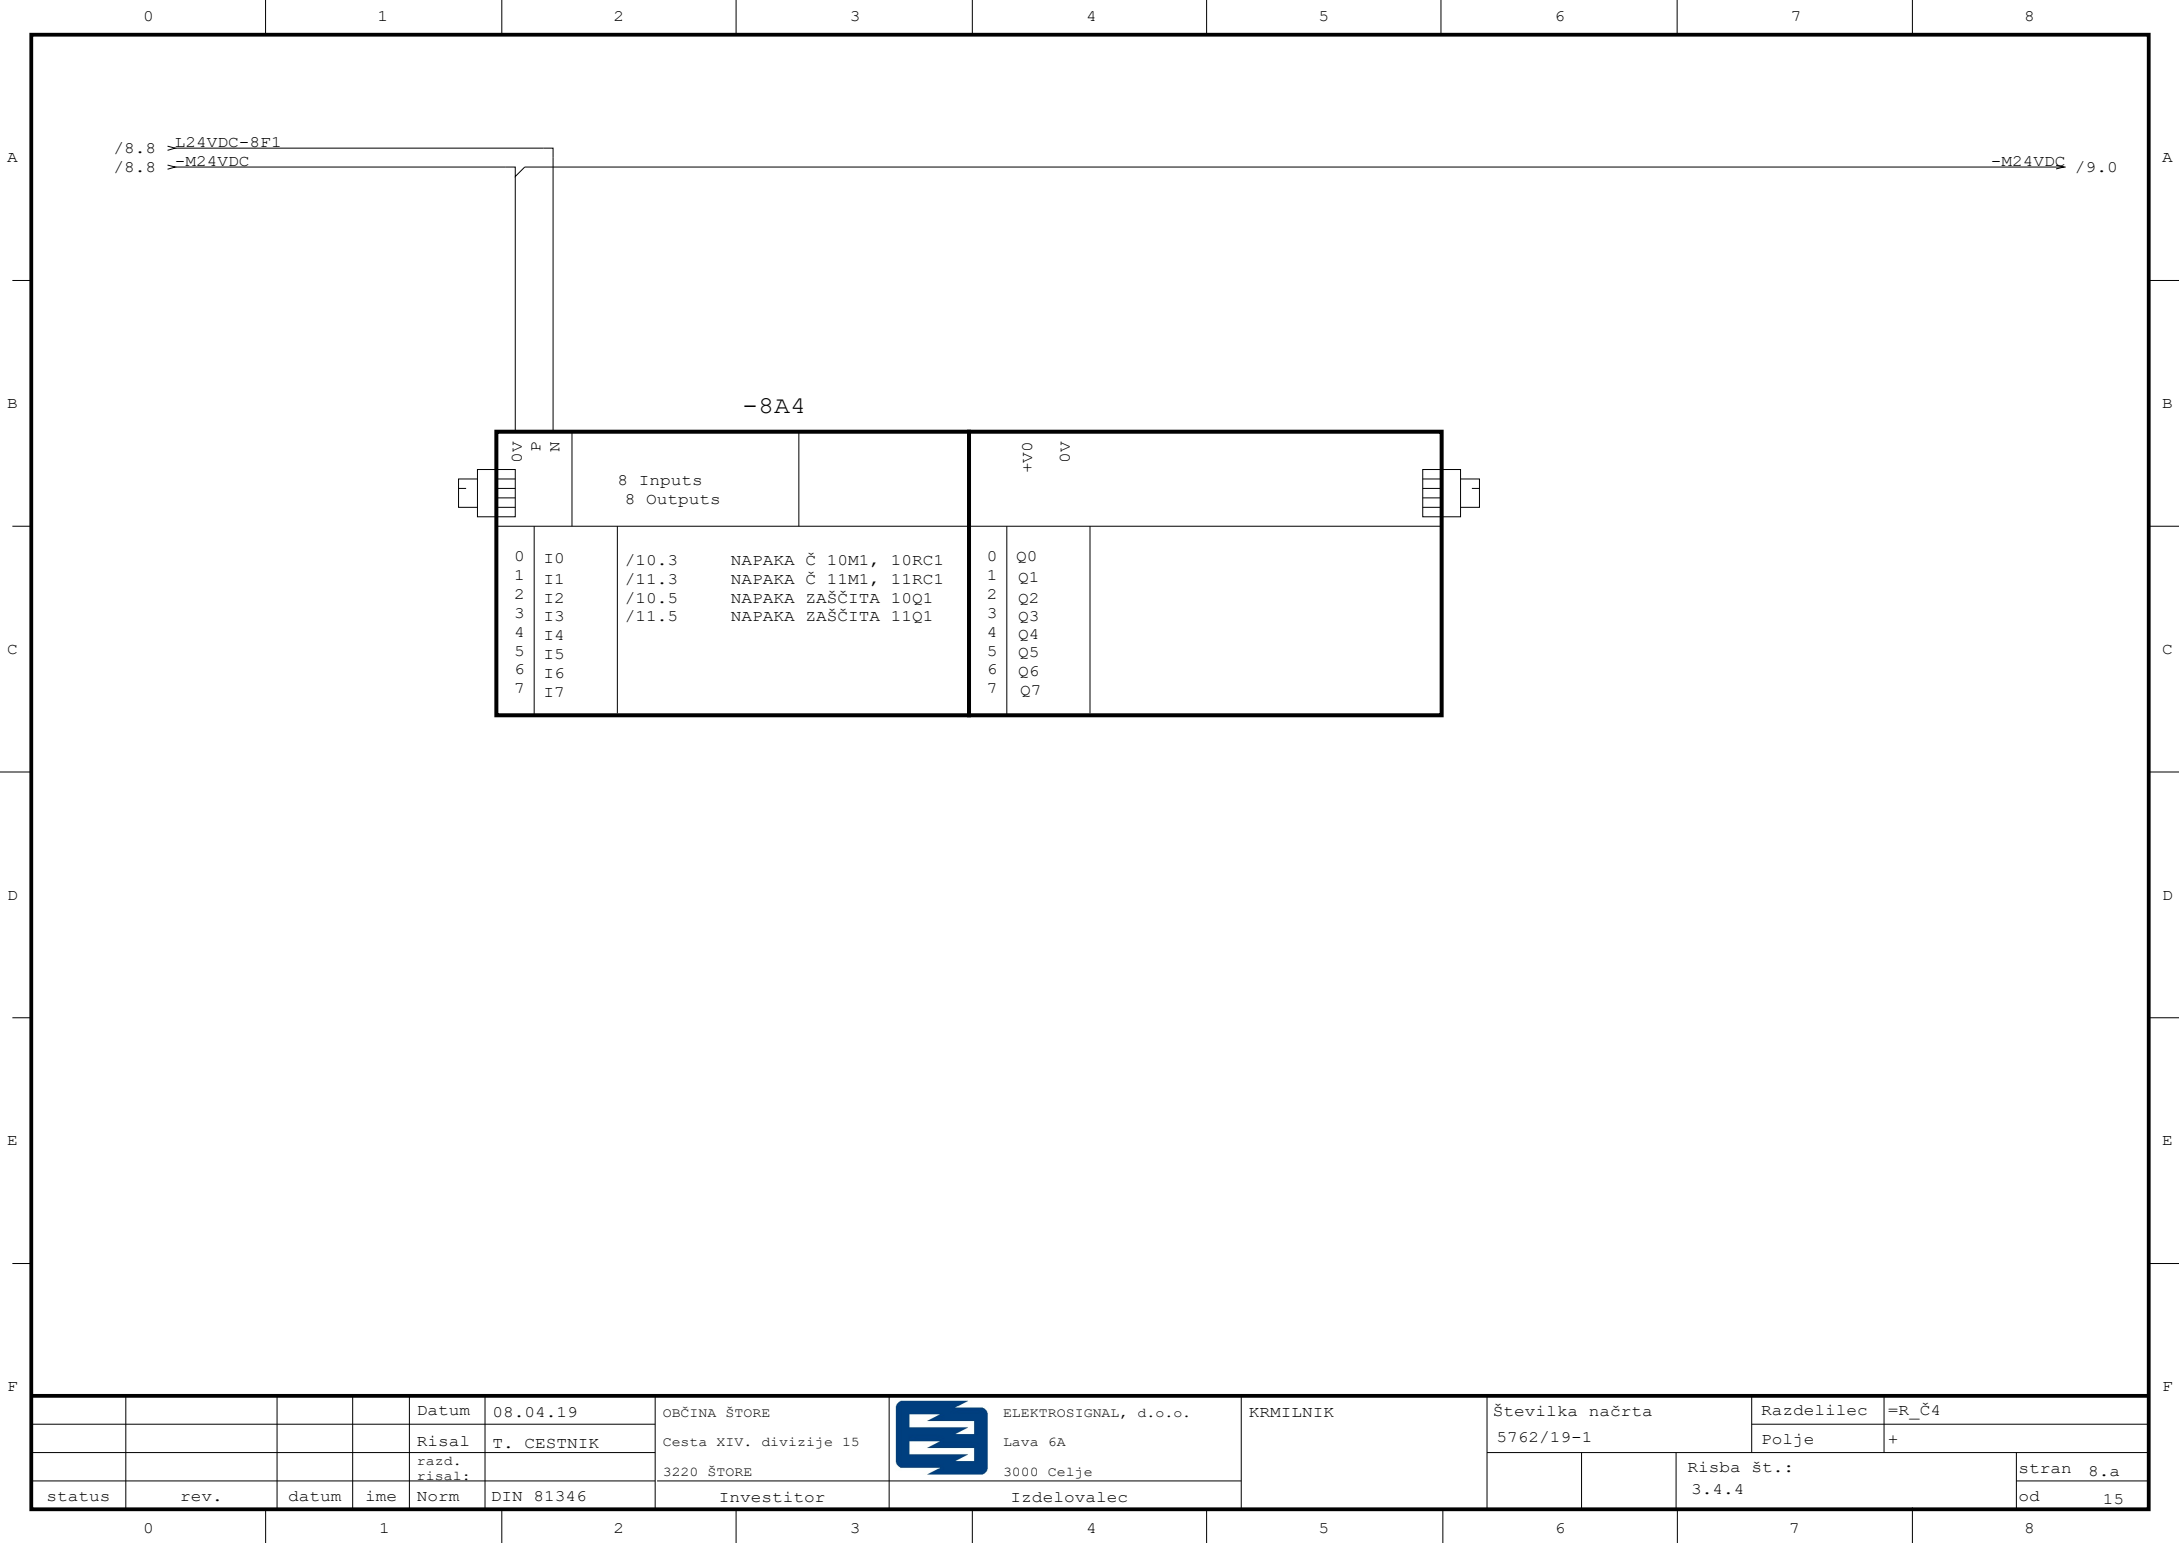 0 1 2 3 4 5 6 7 8
A A
/8.8 L24VDC-8F1
/8.8 -M24VDC
-M24VDC /9.0
B B
-8A4
0V P N
8 Inputs
8 Outputs
+V0 0V
0 I0 /10.3 NAPAKA Č 10M1, 10RC1
1 I1 /11.3 NAPAKA Č 11M1, 11RC1
2 I2 /10.5 NAPAKA ZAŠČITA 10Q1
3 I3 /11.5 NAPAKA ZAŠČITA 11Q1
4 I4
5 I5
6 I6
7 I7
0 Q0
1 Q1
2 Q2
3 Q3
4 Q4
5 Q5
6 Q6
7 Q7
C C
D D
E E
F F
status rev. datum ime
Datum 08.04.19
Risal T. CESTNIK
razd.
risal:
Norm DIN 81346
OBČINA ŠTORE
Cesta XIV. divizije 15
3220 ŠTORE
Investitor
ELEKTROSIGNAL, d.o.o.
Lava 6A
3000 Celje
Izdelovalec
KRMILNIK
Številka načrta
5762/19-1
Razdelilec =R_Č4
Polje +
Risba št.:
3.4.4
stran 8.a
od 15
0 1 2 3 4 5 6 7 8